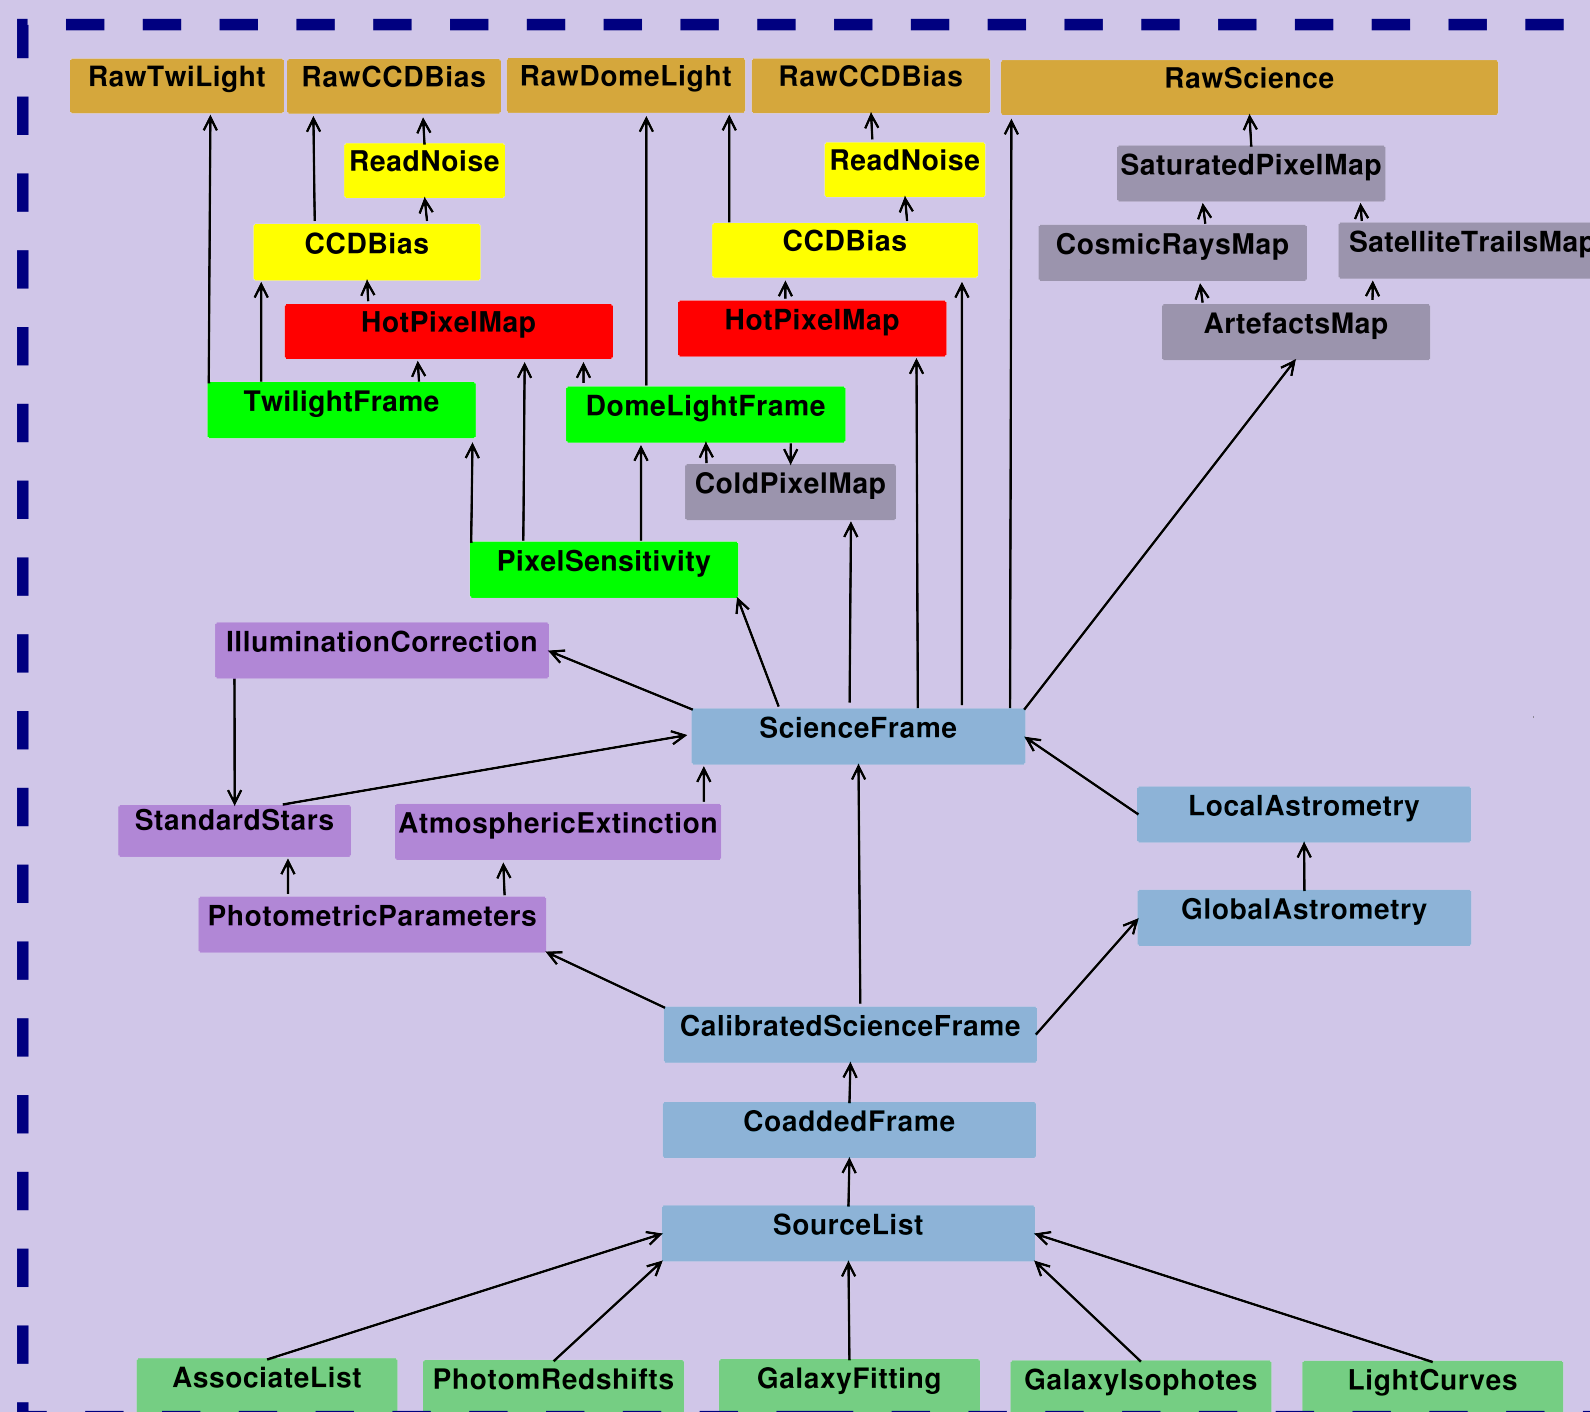 RawTwiLight
RawCCDBias
RawDomeLight
RawCCDBias
RawScience
ReadNoise
ReadNoise
SaturatedPixelMap
CCDBias
CCDBias
CosmicRaysMap
SatelliteTrailsMap
HotPixelMap
HotPixelMap
ArtefactsMap
TwilightFrame
DomeLightFrame
ColdPixelMap
PixelSensitivity
IlluminationCorrection
ScienceFrame
StandardStars
AtmosphericExtinction
LocalAstrometry
PhotometricParameters
GlobalAstrometry
CalibratedScienceFrame
CoaddedFrame
SourceList
AssociateList
PhotomRedshifts
GalaxyFitting
GalaxyIsophotes
LightCurves